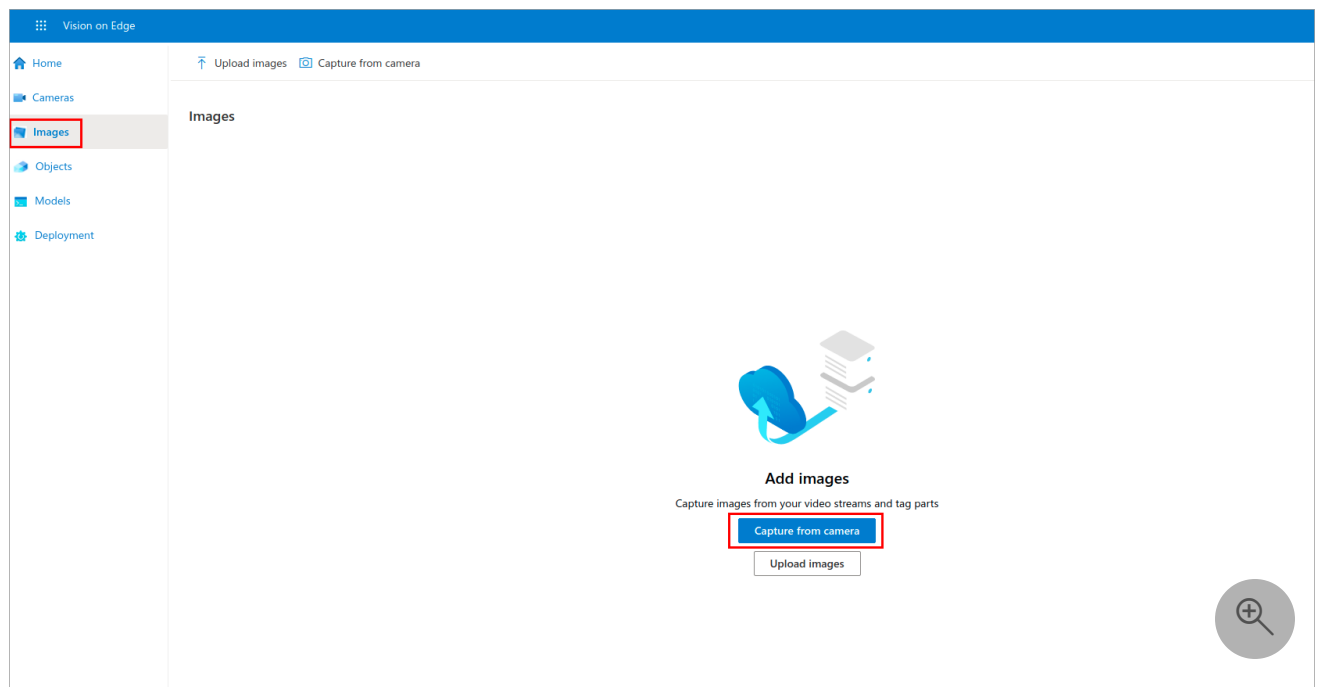 Vision on Edge
Home
Cameras
Images
Objects
Models
Deployment
Upload images Capture from camera
Images
Add images
Capture images from your video streams and tag parts
Capture from camera
Upload images